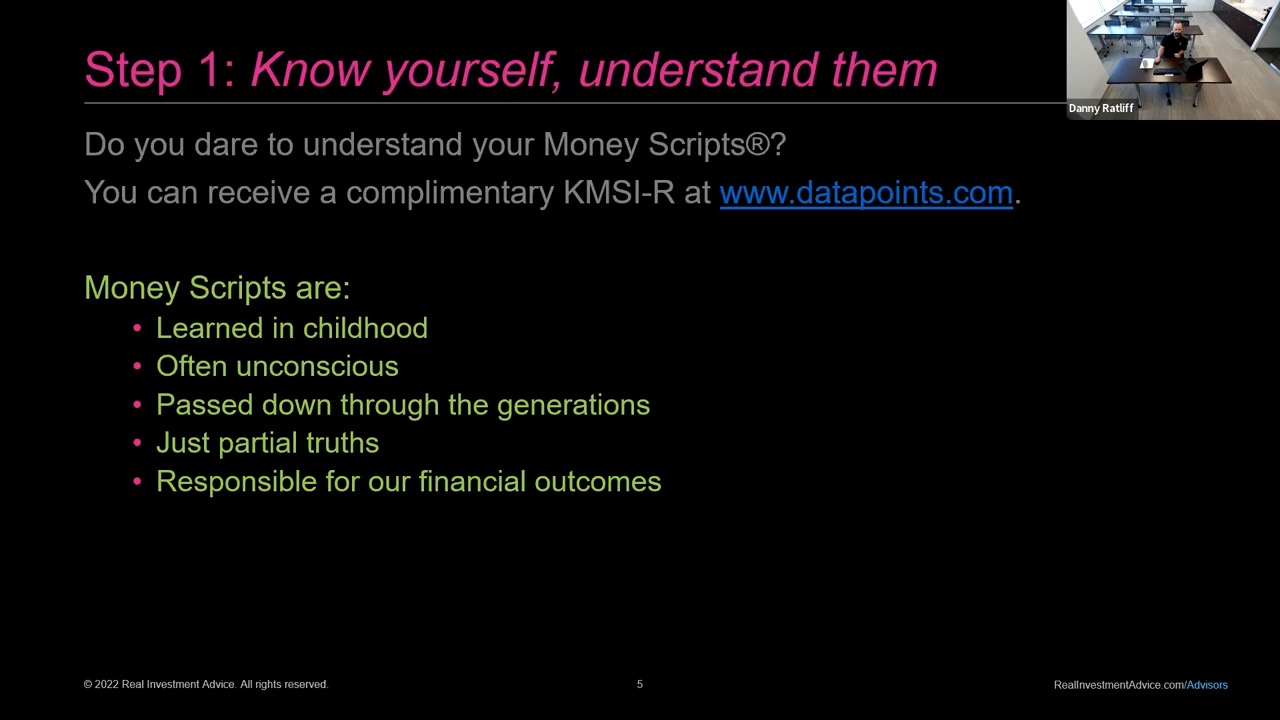 Step 1: Know yourself, understand them
Danny Ratliff
Do you dare to understand your Money Scripts®?
You can receive a complimentary KMSI-R at www.datapoints.com.
Money Scripts are:
• Learned in childhood
• Often unconscious
• Passed down through the generations
• Just partial truths
• Responsible for our financial outcomes
© 2022 Real Investment Advice. All rights reserved.
5
RealInvestmentAdvice.com/Advisors